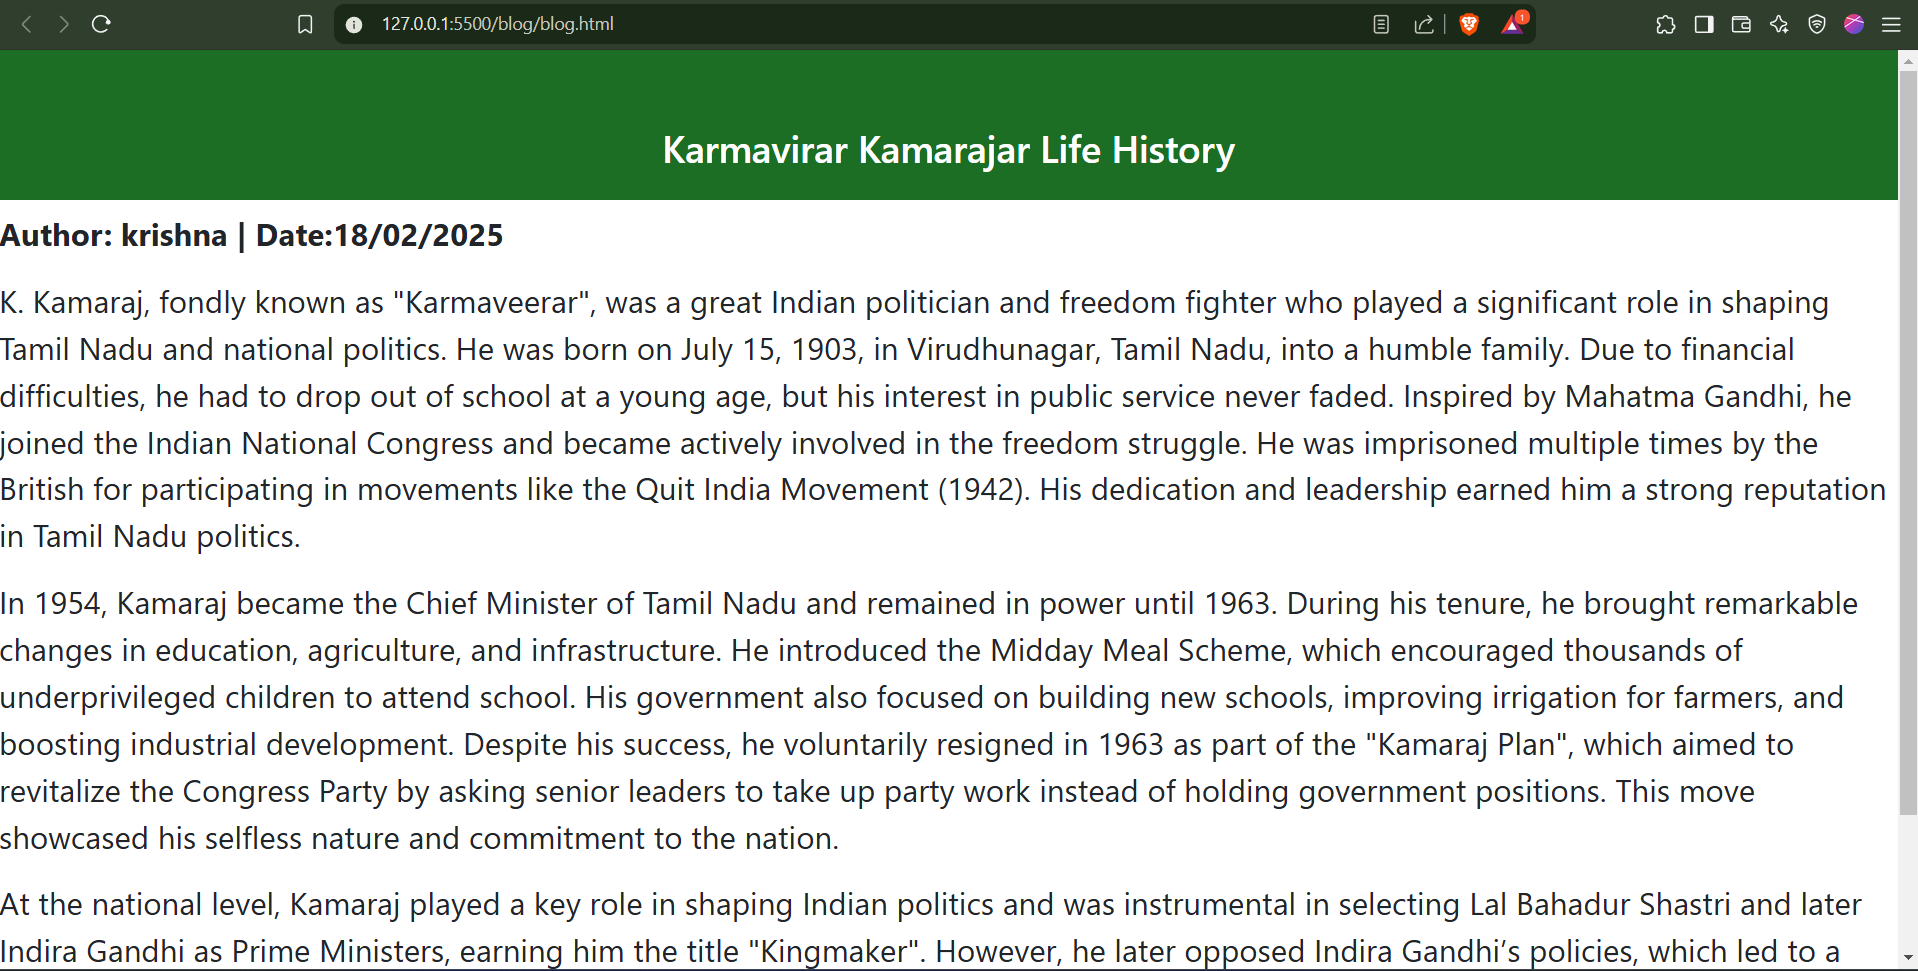 127.0.0.1:5500/blog/blog.html
1
Karmavirar Kamarajar Life History
Author: krishna | Date:18/02/2025
K. Kamaraj, fondly known as "Karmaveerar", was a great Indian politician and freedom fighter who played a significant role in shaping
Tamil Nadu and national politics. He was born on July 15, 1903, in Virudhunagar, Tamil Nadu, into a humble family. Due to financial
difficulties, he had to drop out of school at a young age, but his interest in public service never faded. Inspired by Mahatma Gandhi, he
joined the Indian National Congress and became actively involved in the freedom struggle. He was imprisoned multiple times by the
British for participating in movements like the Quit India Movement (1942). His dedication and leadership earned him a strong reputation
in Tamil Nadu politics.
In 1954, Kamaraj became the Chief Minister of Tamil Nadu and remained in power until 1963. During his tenure, he brought remarkable
changes in education, agriculture, and infrastructure. He introduced the Midday Meal Scheme, which encouraged thousands of
underprivileged children to attend school. His government also focused on building new schools, improving irrigation for farmers, and
boosting industrial development. Despite his success, he voluntarily resigned in 1963 as part of the "Kamaraj Plan", which aimed to
revitalize the Congress Party by asking senior leaders to take up party work instead of holding government positions. This move
showcased his selfless nature and commitment to the nation.
At the national level, Kamaraj played a key role in shaping Indian politics and was instrumental in selecting Lal Bahadur Shastri and later
Indira Gandhi as Prime Ministers, earning him the title "Kingmaker". However, he later opposed Indira Gandhi’s policies, which led to a